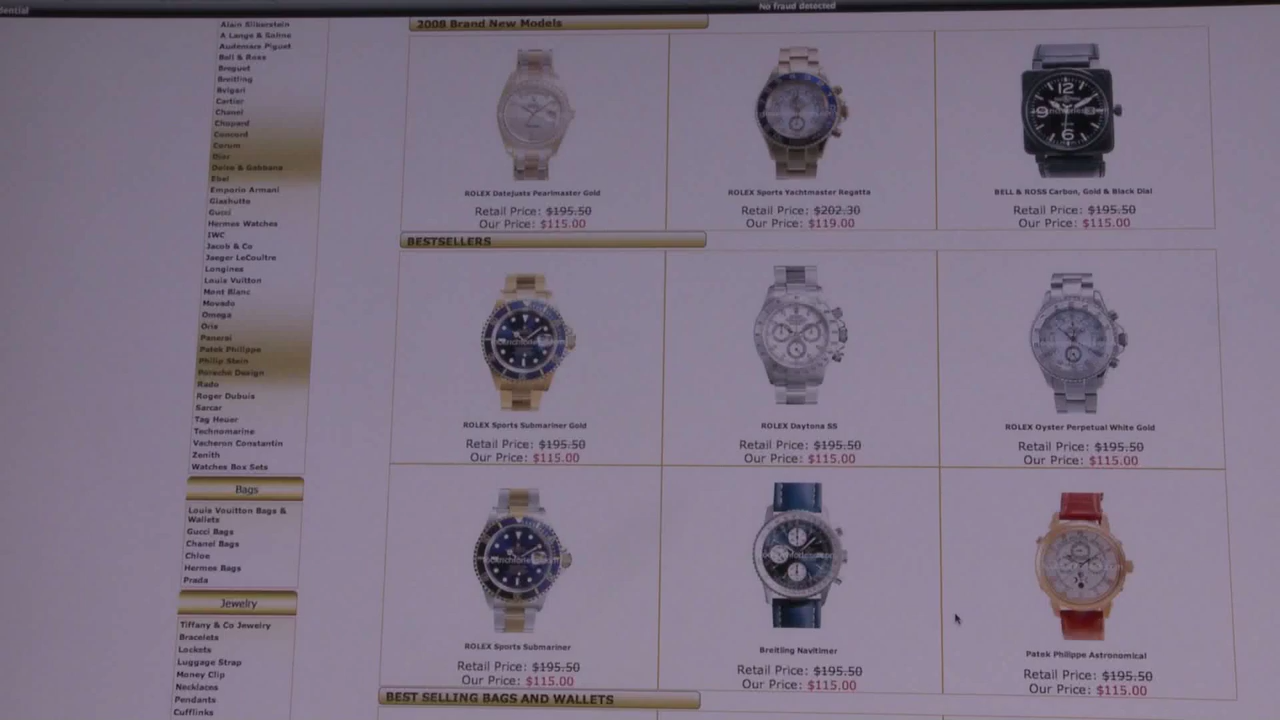 dential
No fraud detected
Alain Silberstein
A Lange & Sohne
Audemars Piguet
Bell & Ross
Breguet
Breitling
Bvlgari
Cartier
Chanel
Chopard
Concord
Corum
Dior
Dolce & Gabbana
Ebel
Emporio Armani
Glashutte
Gucci
Hermes Watches
IWC
Jacob & Co
Jaeger LeCoultre
Longines
Louis Vuitton
Mont Blanc
Movado
Omega
Oris
Panerai
Patek Philippe
Philip Stein
Porsche Design
Rado
Roger Dubuis
Sarcar
Tag Heuer
Technomarine
Vacheron Constantin
Zenith
Watches Box Sets
Bags
Louis Vouitton Bags &
Wallets
Gucci Bags
Chanel Bags
Chloe
Hermes Bags
Prada
Jewelry
Tiffany & Co Jewelry
Bracelets
Lockets
Luggage Strap
Money Clip
Necklaces
Pendants
Cufflinks
2008 Brand New Models
ROLEX Datejusts Pearlmaster Gold
Retail Price: $195.50
Our Price: $115.00
ROLEX Sports Yachtmaster Regatta
Retail Price: $202.30
Our Price: $119.00
12
9
6
BELL & ROSS Carbon, Gold & Black Dial
Retail Price: $195.50
Our Price: $115.00
BESTSELLERS
ROLEX Sports Submariner Gold
Retail Price: $195.50
Our Price: $115.00
ROLEX Daytona SS
Retail Price: $195.50
Our Price: $115.00
ROLEX Oyster Perpetual White Gold
Retail Price: $195.50
Our Price: $115.00
ROLEX Sports Submariner
Retail Price: $195.50
Our Price: $115.00
Breitling Navitimer
Retail Price: $195.50
Our Price: $115.00
Patek Philippe Astronomical
Retail Price: $195.50
Our Price: $115.00
BEST SELLING BAGS AND WALLETS